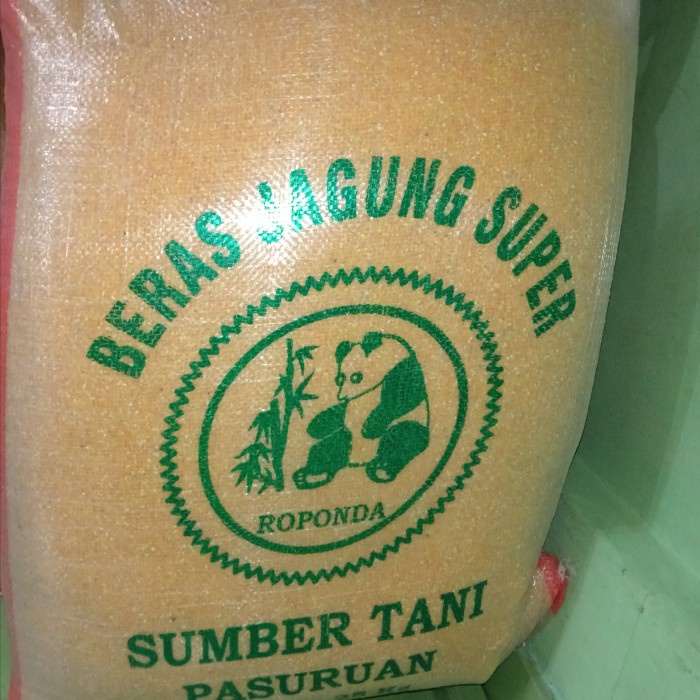 BERAS JAGUNG SUPER
ROPONDA
SUMBER TANI
PASURUAN